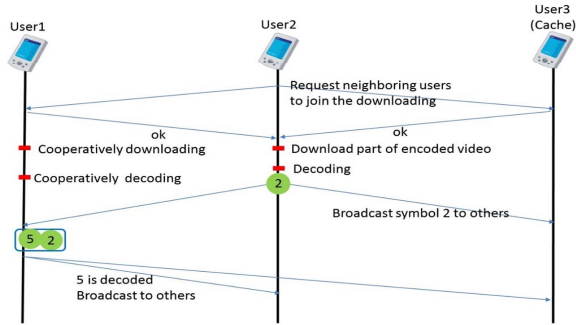 User1
User2
User3
(Cache)
Request neighboring users
to join the downloading
ok
ok
Cooperatively downloading
Download part of encoded video
Decoding
Cooperatively decoding
2
Broadcast symbol 2 to others
5 2
5 is decoded
Broadcast to others